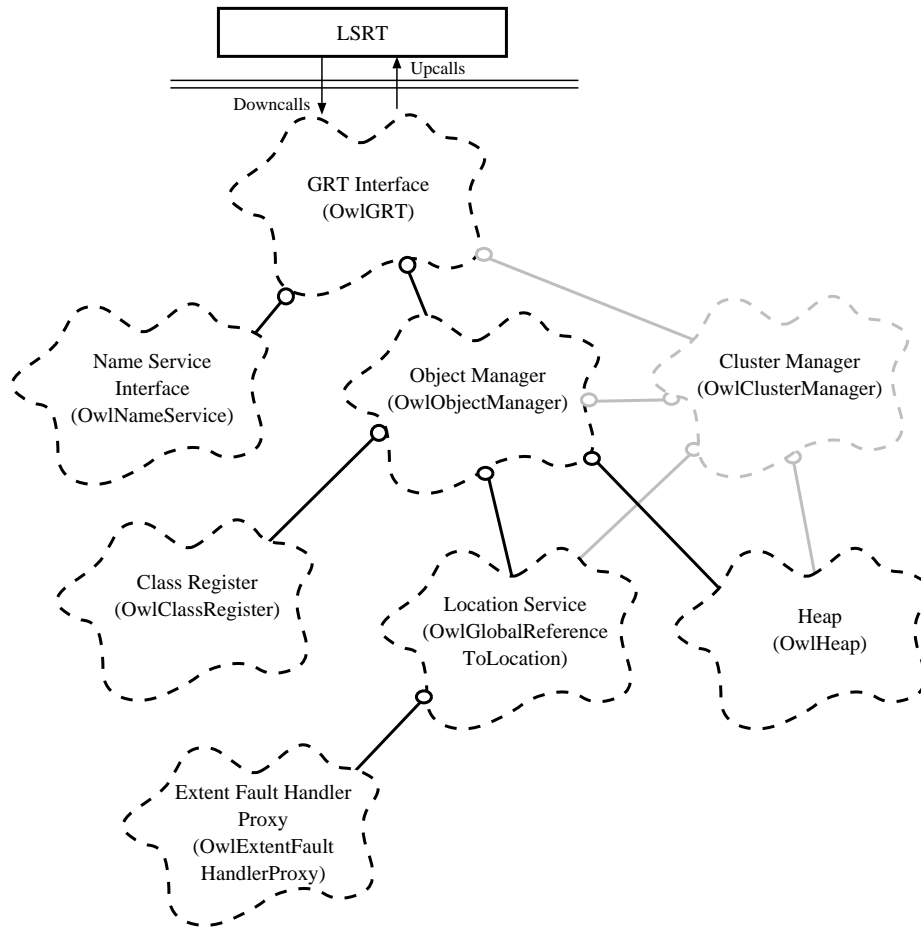 LSRT
Upcalls
Downcalls
GRT Interface
(OwlGRT)
Name Service
Interface
(OwlNameService)
Object Manager
(OwlObjectManager)
Cluster Manager
(OwlClusterManager)
Class Register
(OwlClassRegister)
Location Service
(OwlGlobalReference
ToLocation)
Heap
(OwlHeap)
Extent Fault Handler
Proxy
(OwlExtentFault
HandlerProxy)